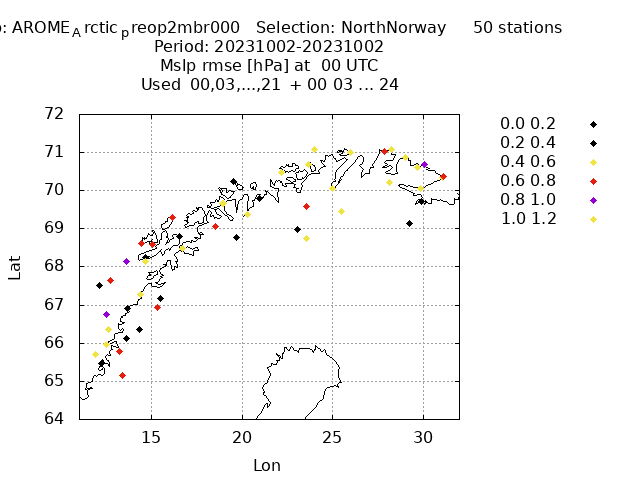 : AROME A rctic p reop2mbr000 Selection: NorthNorway 50 stations
Period: 20231002-20231002
Mslp rmse [hPa] at 00 UTC
Used 00,03,...,21 + 00 03 ... 24
72
71
70
69
68
67
66
65
64
Lat
15 20 25 30
Lon
0.0 0.2
0.2 0.4
0.4 0.6
0.6 0.8
0.8 1.0
1.0 1.2